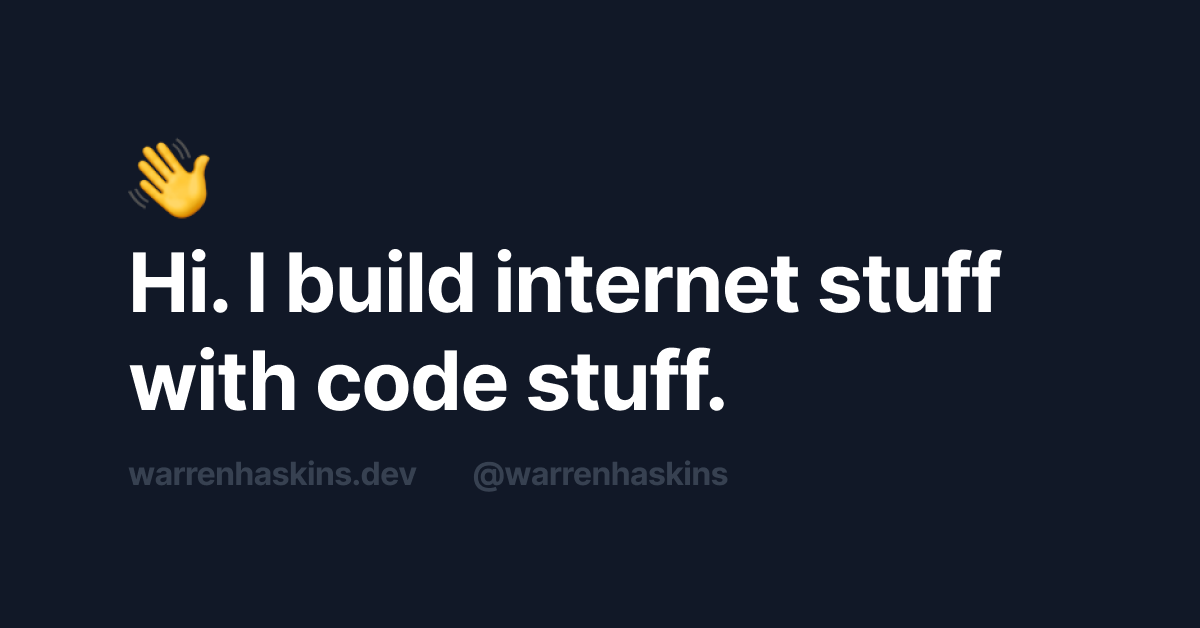 👋
Hi. I build internet stuff
with code stuff.
warrenhaskins.dev @warrenhaskins